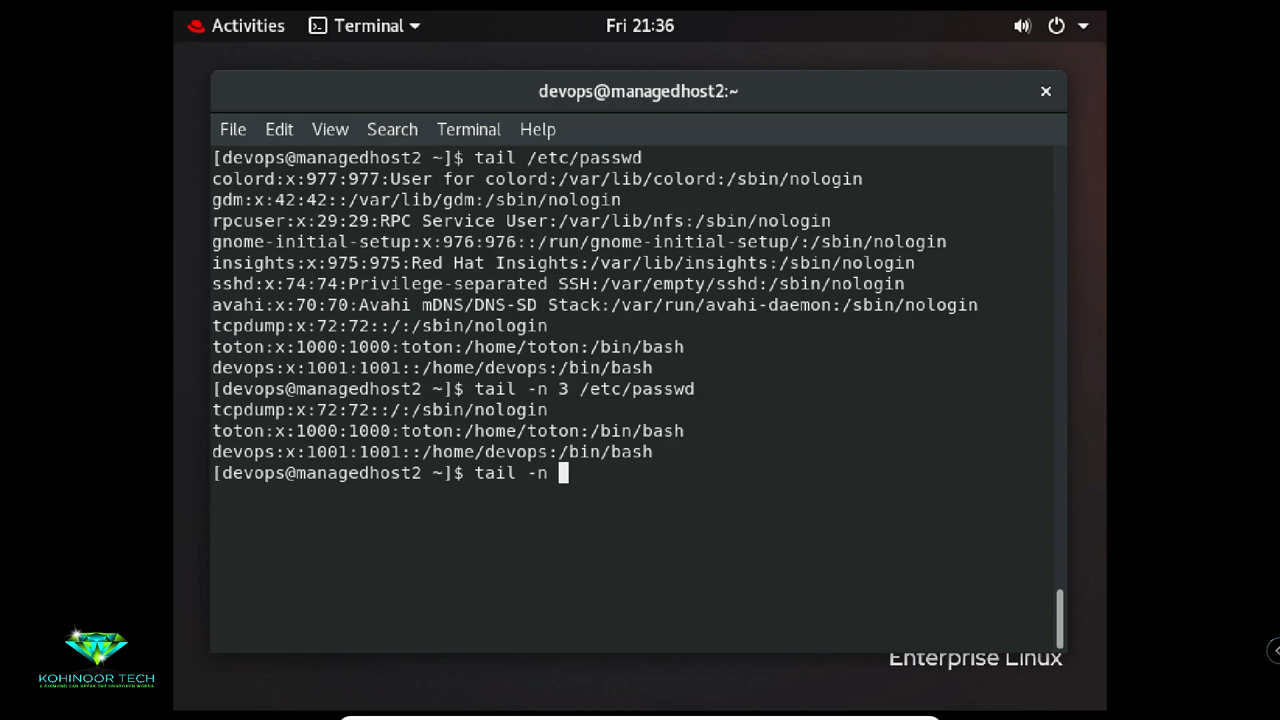 Activities Terminal Fri 21:36
devops@managedhost2:~ ×
File Edit View Search Terminal Help
[devops@managedhost2 ~]$ tail /etc/passwd
colord:x:977:977:User for colord:/var/lib/colord:/sbin/nologin
gdm:x:42:42::/var/lib/gdm:/sbin/nologin
rpcuser:x:29:29:RPC Service User:/var/lib/nfs:/sbin/nologin
gnome-initial-setup:x:976:976::/run/gnome-initial-setup/:/sbin/nologin
insights:x:975:975:Red Hat Insights:/var/lib/insights:/sbin/nologin
sshd:x:74:74:Privilege-separated SSH:/var/empty/sshd:/sbin/nologin
avahi:x:70:70:Avahi mDNS/DNS-SD Stack:/var/run/avahi-daemon:/sbin/nologin
tcpdump:x:72:72::/:/sbin/nologin
toton:x:1000:1000:toton:/home/toton:/bin/bash
devops:x:1001:1001::/home/devops:/bin/bash
[devops@managedhost2 ~]$ tail -n 3 /etc/passwd
tcpdump:x:72:72::/:/sbin/nologin
toton:x:1000:1000:toton:/home/toton:/bin/bash
devops:x:1001:1001::/home/devops:/bin/bash
[devops@managedhost2 ~]$ tail -n
Enterprise Linux
KOHINOOR TECH
A DIAMOND CAN SPEAK THE UNSPOKEN WORDS